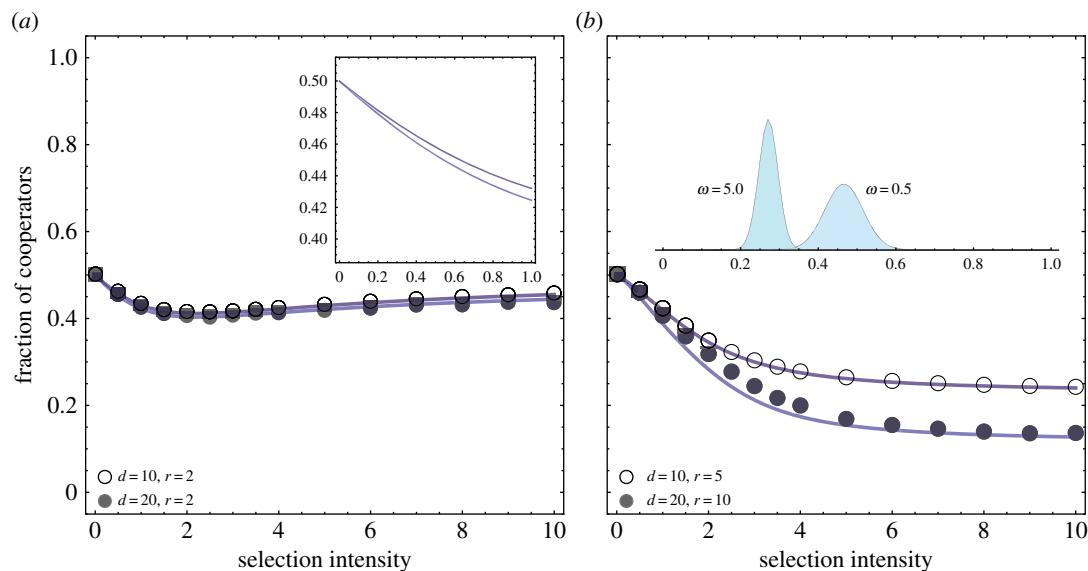 (a)
(b)
fraction of cooperators
1.0
0.8
0.6
0.4
0.2
0
0 2 4 6 8 10
selection intensity
0.50
0.48
0.46
0.44
0.42
0.40
0 0.2 0.4 0.6 0.8 1.0
d=10, r=2
d=20, r=2
ω=5.0
ω=0.5
0 0.2 0.4 0.6 0.8 1.0
d=10, r=5
d=20, r=10
0 2 4 6 8 10
selection intensity